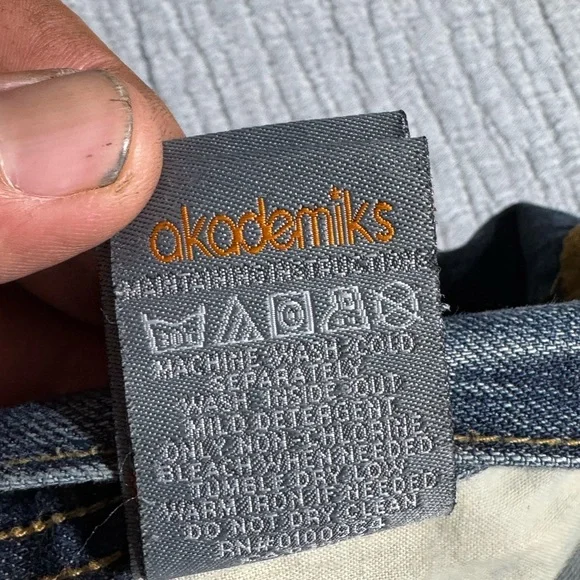 akademiks
MAINTAINING INSTRUCTIONS
MACHINE WASH COLD
SEPARATELY
WASH INSIDE OUT
MILD DETERGENT
ONLY NON-CHLORINE
BLEACH WHEN NEEDED
TUMBLE DRY LOW
WARM IRON IF NEEDED
DO NOT DRY CLEAN
RN#0100964